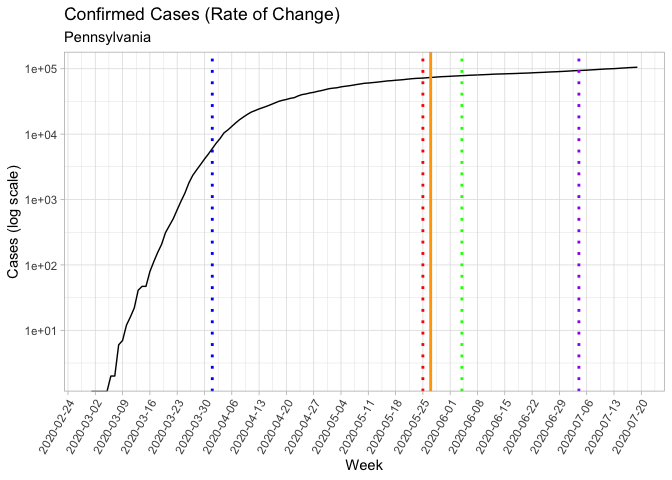 Confirmed Cases (Rate of Change)
Pennsylvania
Cases (log scale)
1e+05
1e+04
1e+03
1e+02
1e+01
2020-02-24
2020-03-02
2020-03-09
2020-03-16
2020-03-23
2020-03-30
2020-04-06
2020-04-13
2020-04-20
2020-04-27
2020-05-04
2020-05-11
2020-05-18
2020-05-25
2020-06-01
2020-06-08
2020-06-15
2020-06-22
2020-06-29
2020-07-06
2020-07-13
2020-07-20
Week